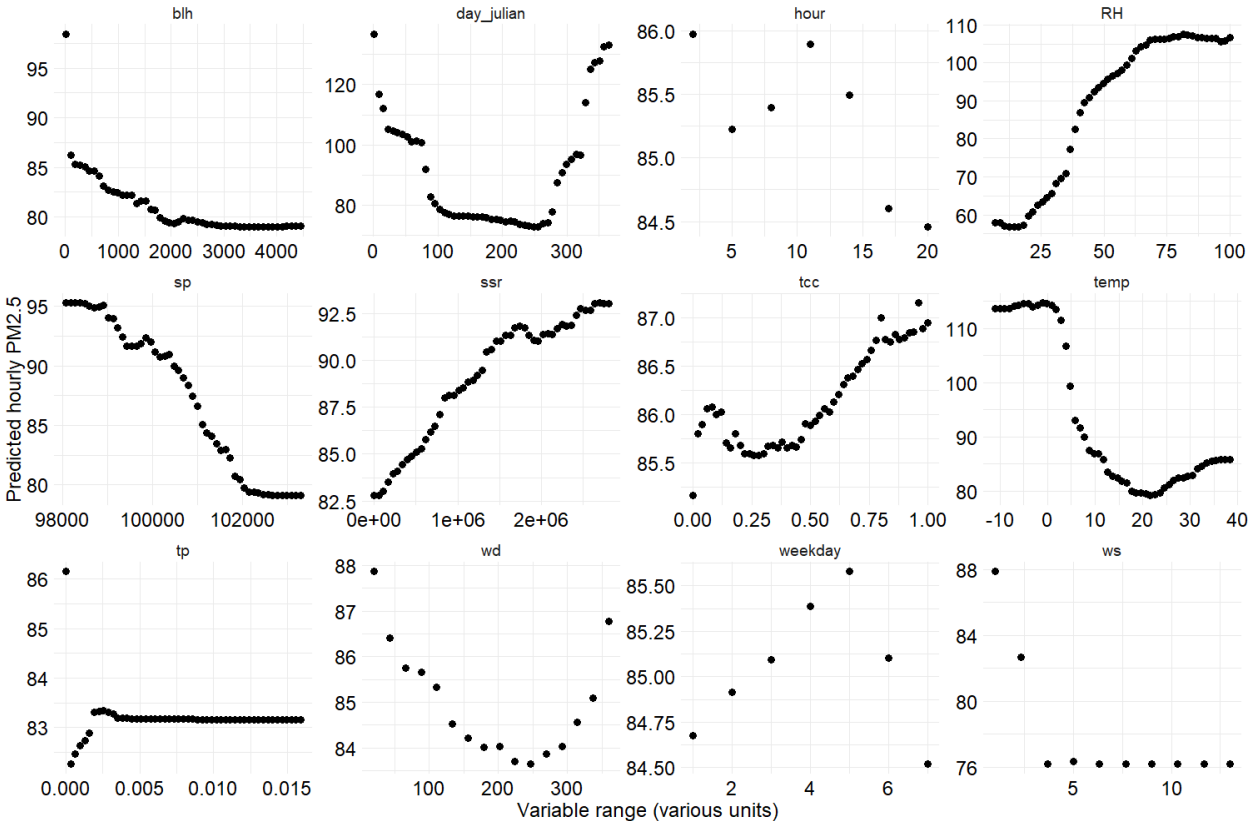 blh
day_julian
hour
RH
95
90
85
80
0 1000 2000 3000 4000
120
100
80
0 100 200 300
86.0
85.5
85.0
84.5
5 10 15 20
110
100
90
80
70
60
25 50 75 100
sp
ssr
tcc
temp
Predicted hourly PM2.5
95
90
85
80
98000 100000 102000
92.5
90.0
87.5
85.0
82.5
0e+00 1e+06 2e+06
87.0
86.5
86.0
85.5
0.00 0.25 0.50 0.75 1.00
110
100
90
80
-10 0 10 20 30 40
tp
wd
weekday
ws
86
85
84
83
0.000 0.005 0.010 0.015
88
87
86
85
84
100 200 300
85.50
85.25
85.00
84.75
84.50
2 4 6
88
84
80
76
5 10
Variable range (various units)